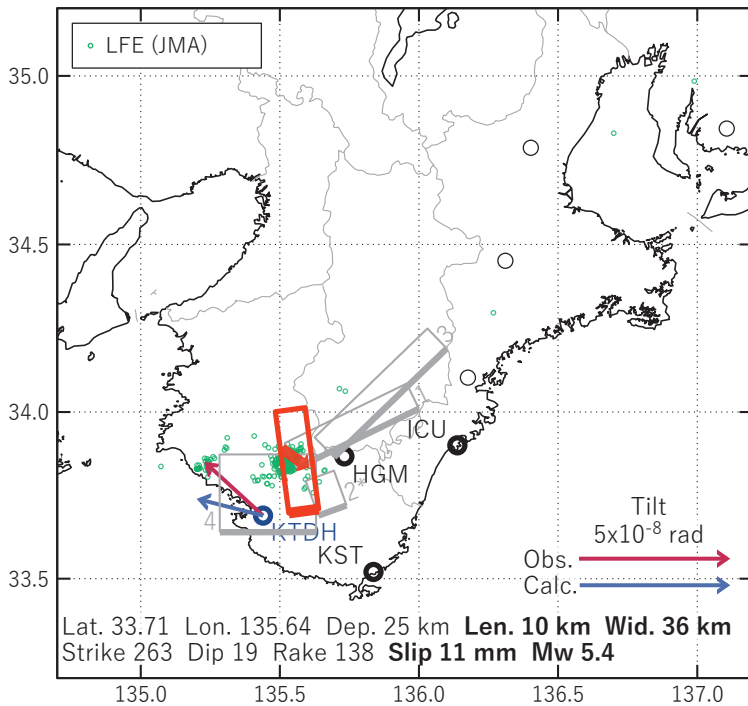 LFE (JMA)
35.0
34.5
34.0
33.5
3
1
ICU
HGM
2*
4
KTDH
KST
Tilt
5x10-8 rad
Obs.
Calc.
Lat. 33.71 Lon. 135.64 Dep. 25 km Len. 10 km Wid. 36 km
Strike 263 Dip 19 Rake 138 Slip 11 mm Mw 5.4
135.0 135.5 136.0 136.5 137.0